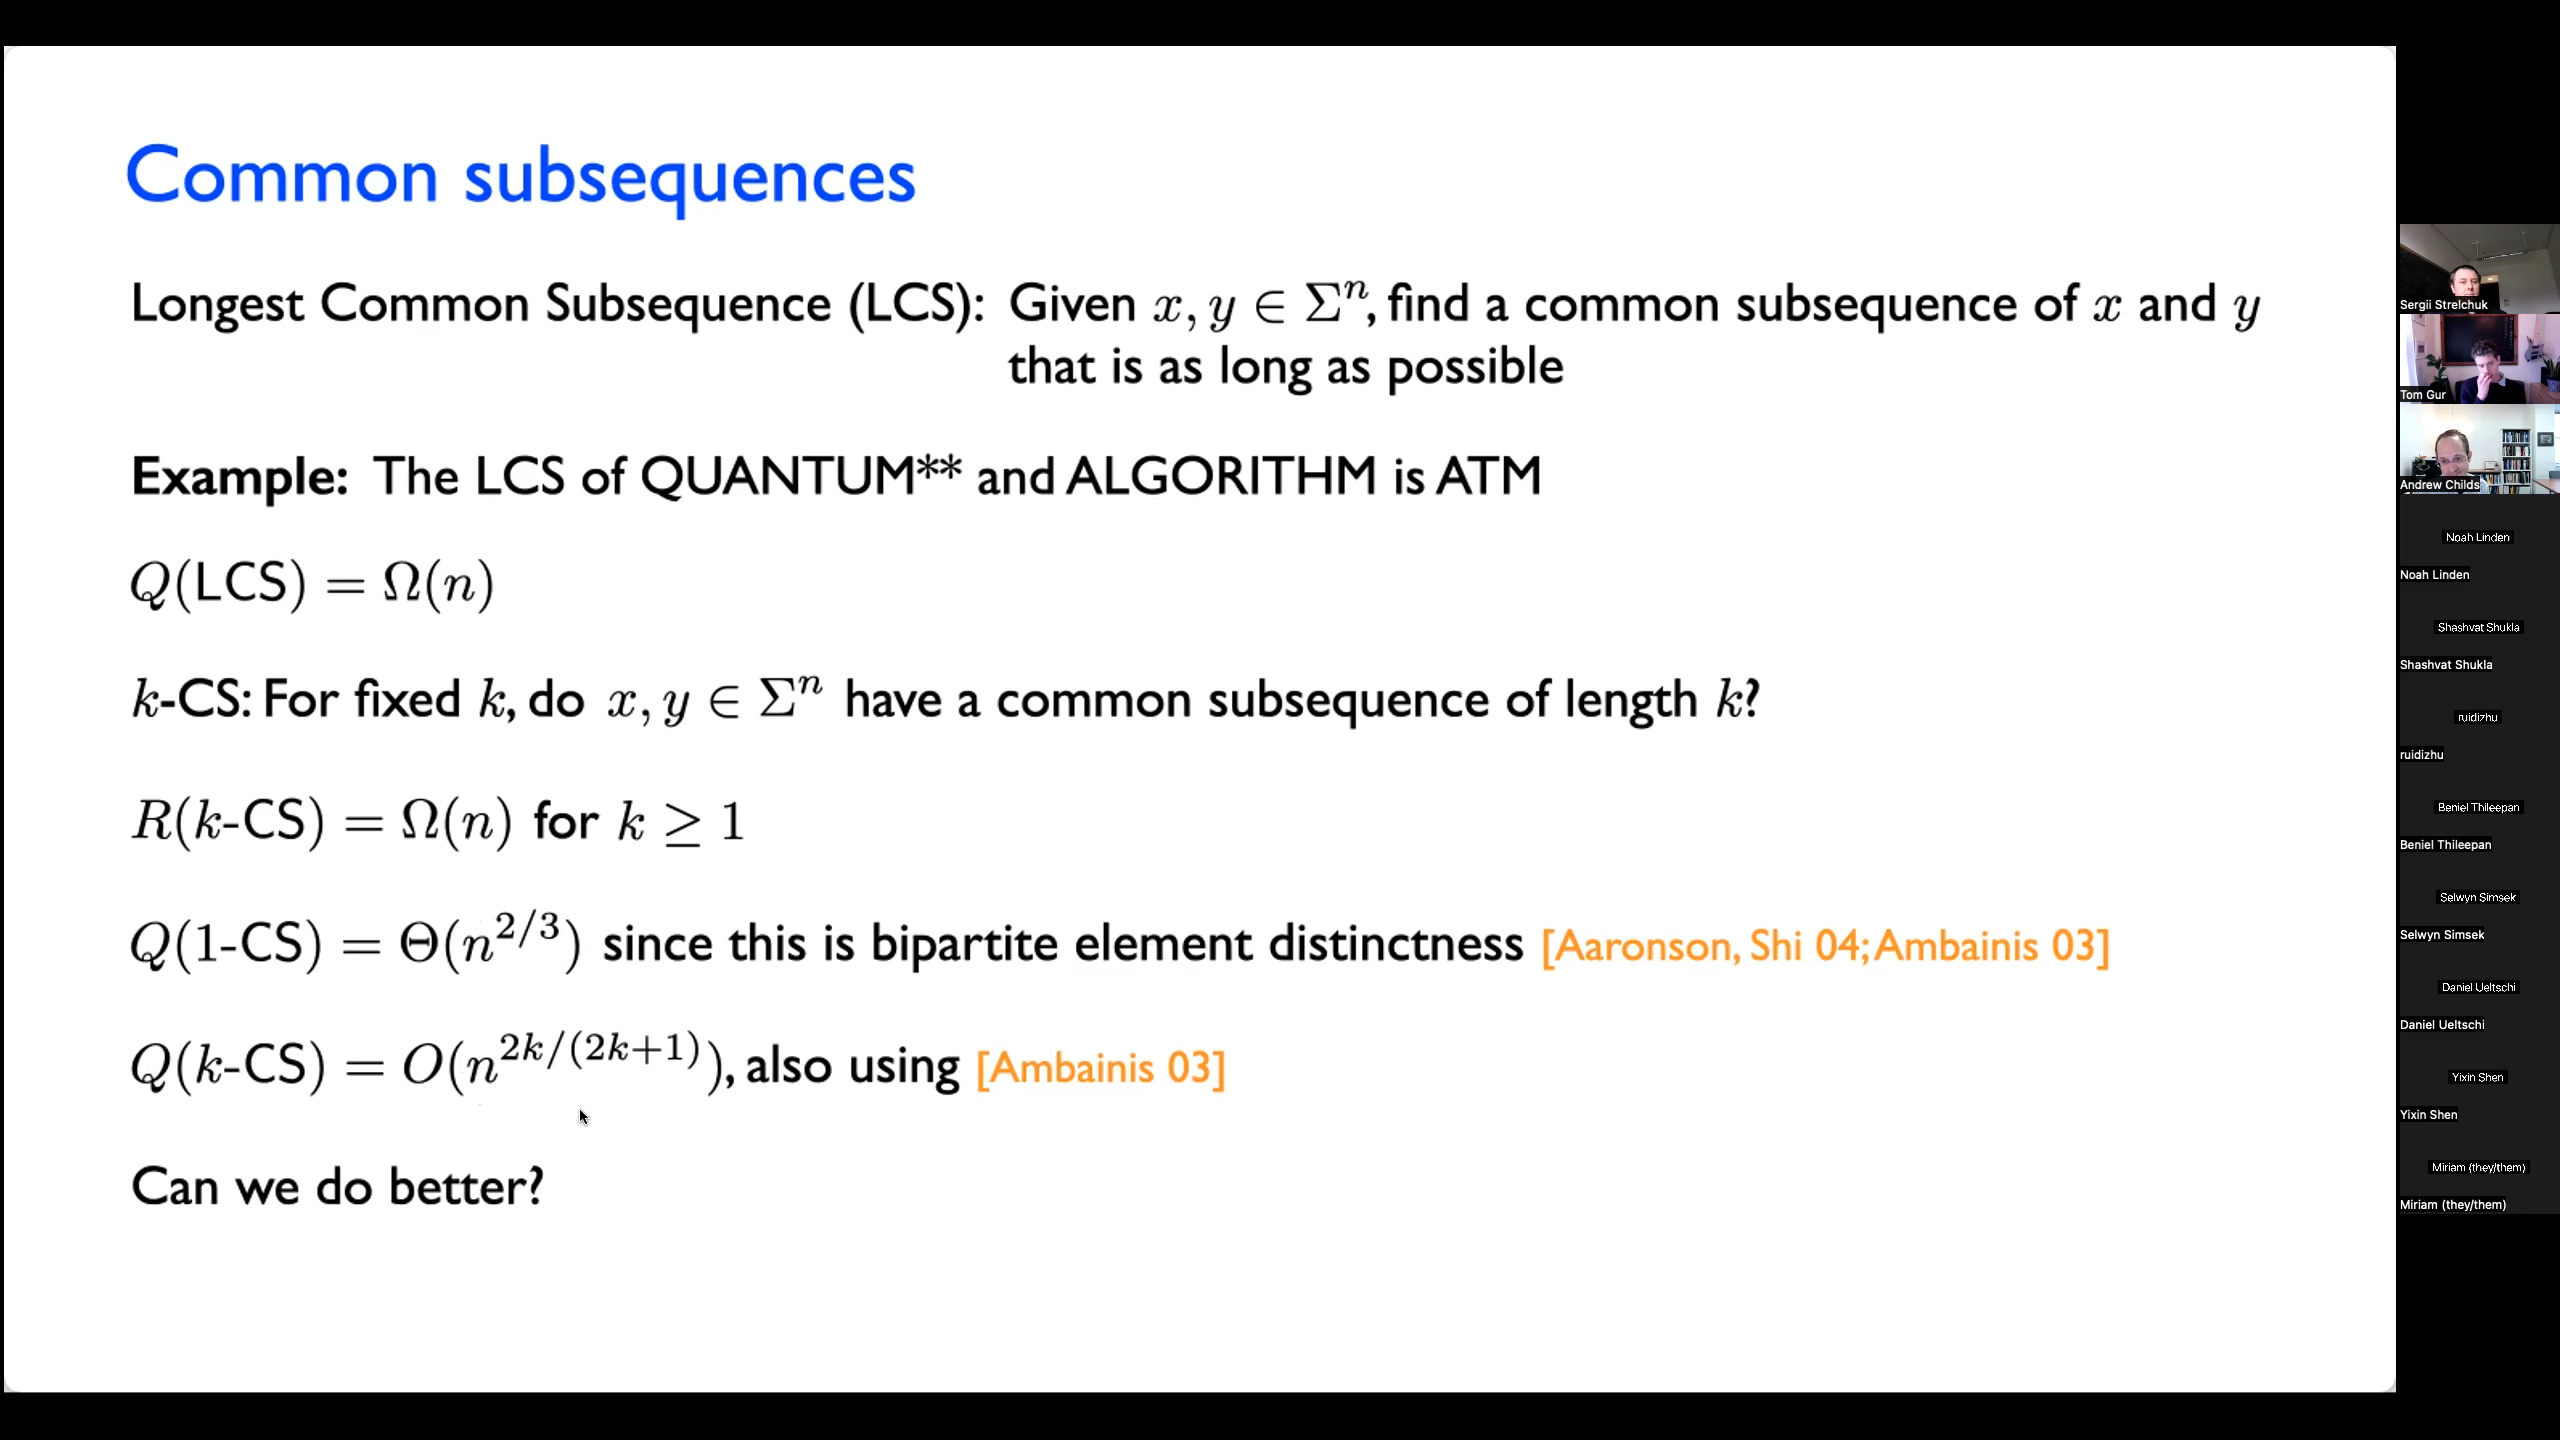 Common subsequences
Longest Common Subsequence (LCS): Given x, y ∈ Σⁿ, find a common subsequence of x and y
that is as long as possible
Example: The LCS of QUANTUM** and ALGORITHM is ATM
Q(LCS) = Ω(n)
k-CS: For fixed k, do x, y ∈ Σⁿ have a common subsequence of length k?
R(k-CS) = Ω(n) for k ≥ 1
Q(1-CS) = Θ(n^{2/3}) since this is bipartite element distinctness [Aaronson, Shi 04; Ambainis 03]
Q(k-CS) = O(n^{2k/(2k+1)}), also using [Ambainis 03]
Can we do better?
Sergii Strelchuk
Tom Gur
Andrew Childs
Noah Linden
Noah Linden
Shashvat Shukla
Shashvat Shukla
ruidizhu
ruidizhu
Beniel Thileepan
Beniel Thileepan
Selwyn Simsek
Selwyn Simsek
Daniel Ueltschi
Daniel Ueltschi
Yixin Shen
Yixin Shen
Miriam (they/them)
Miriam (they/them)